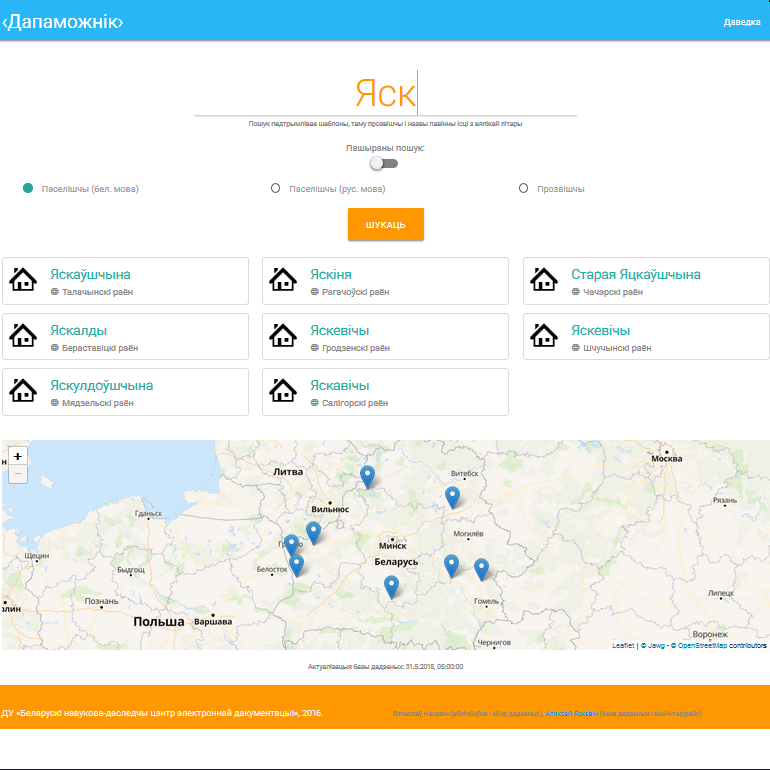 ‹Дапаможнік›
Даведка
Яск
Пошук падтрымлівае шаблоны, таму прозвішчы і назвы павінны ісці з вялікай літары
Пашыраны пошук:
Паселішчы (бел. мова)
Паселішчы (рус. мова)
Прозвішчы
ШУКАЦЬ
Яскаўшчына
Талачынскі раён
Яскіня
Рагачоўскі раён
Старая Яцкаўшчына
Чачэрскі раён
Яскалды
Бераставіцкі раён
Яскевічы
Гродзенскі раён
Яскевічы
Шчучынскі раён
Яскулдоўшчына
Мядзельскі раён
Яскавічы
Салігорскі раён
+
−
Литва
Москва
Витебск
Вильнюс
Рязань
Гданьск
Могилёв
Минск
Щецин
Белосток
Беларусь
Быдгощ
Липецк
Познань
Гомель
Польша
Варшава
Воронеж
Чернигов
Leaflet | © Jawg - © OpenStreetMap contributors
Актуалізацыя базы дадзеных: 31.5.2018, 05:00:00
ДУ «Беларускі навукова-даследчы цэнтр электроннай дакументацыі», 2016.
Вячаслаў Насевіч (аблічбоўка і збор дадзеных), Аляксей Яскевіч (база дадзеных і вэб-інтэрфейс)